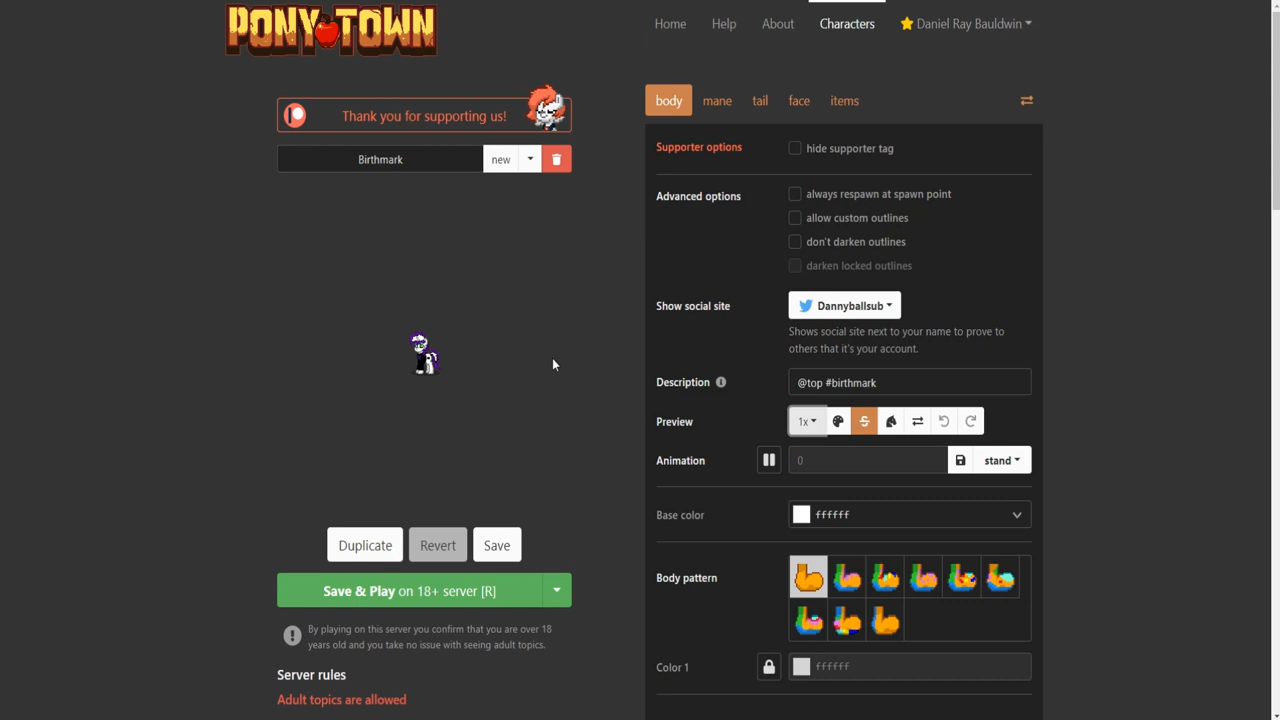 PONY TOWN
Home Help About Characters Daniel Ray Bauldwin
Thank you for supporting us!
Birthmark new
body mane tail face items
Supporter options hide supporter tag
Advanced options always respawn at spawn point
allow custom outlines
don't darken outlines
darken locked outlines
Show social site Dannyballsub
Shows social site next to your name to prove to
others that it's your account.
Description @top #birthmark
Preview 1x
Animation 0 stand
Base color ffffff
Body pattern
Color 1 ffffff
Duplicate Revert Save
Save & Play on 18+ server [R]
By playing on this server you confirm that you are over 18
years old and you take no issue with seeing adult topics.
Server rules
Adult topics are allowed